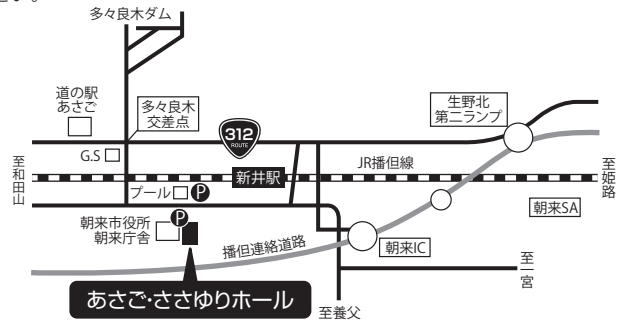 さい。
多々良木ダム
道の駅
あさご
多々良木
交差点
312
ROUTE
生野北
第二ランプ
G.S
至和田山
新井駅
JR播但線
至姫路
プール
P
朝来SA
P
朝来市役所
朝来庁舎
播但連絡道路
朝来IC
至一宮
あさご・ささゆりホール
至養父